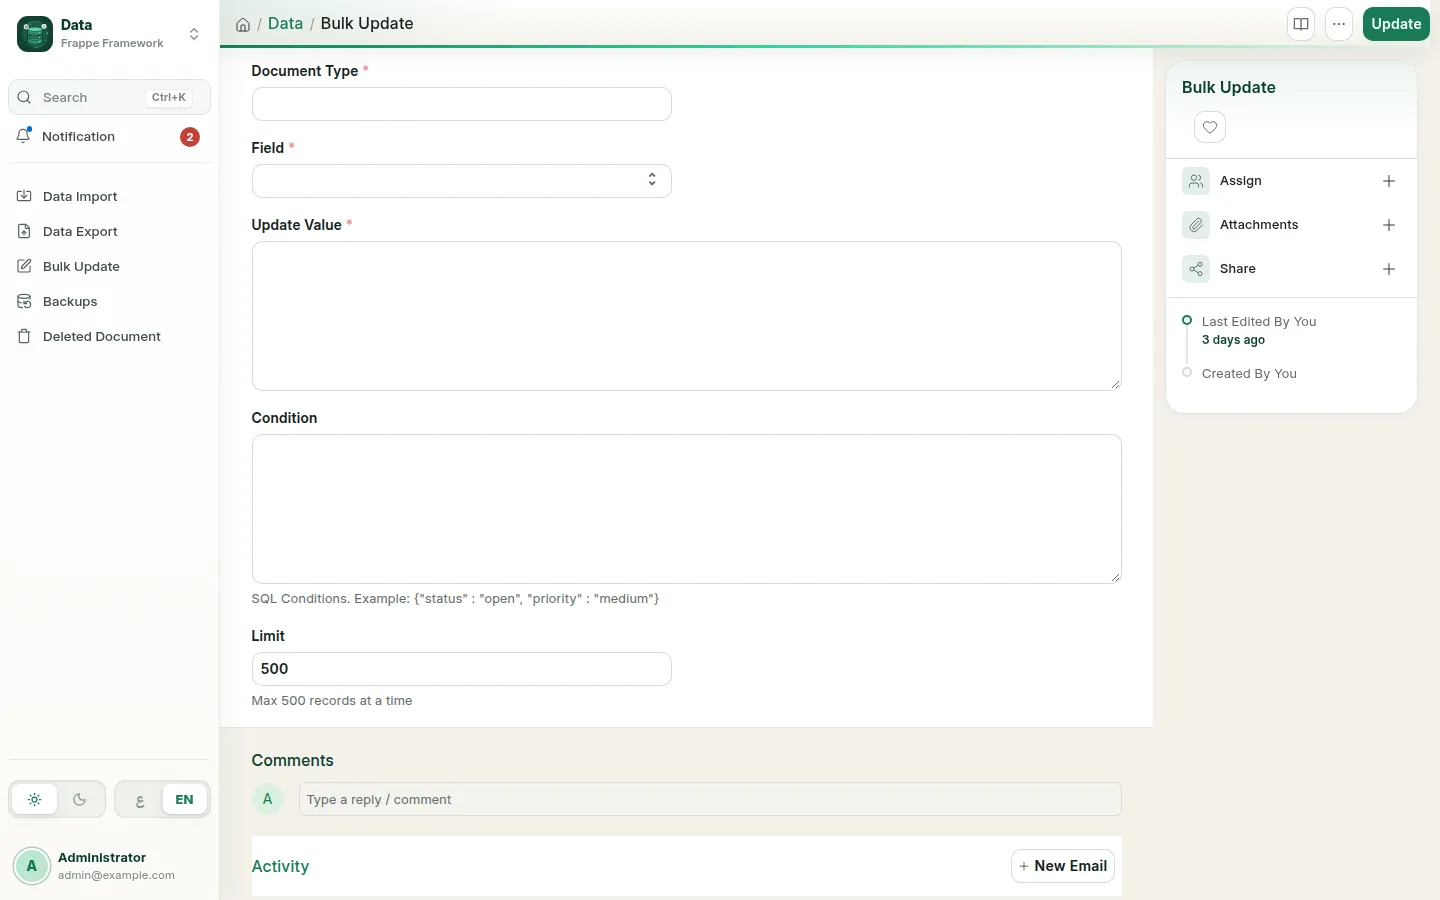 Data
Frappe Framework
Search
Ctrl+K
Notification
2
Data Import
Data Export
Bulk Update
Backups
Deleted Document
ع
EN
A
Administrator
admin@example.com
/ Data / Bulk Update
Update
Document Type *
Field *
Update Value *
Condition
SQL Conditions. Example: {"status" : "open", "priority" : "medium"}
Limit
500
Max 500 records at a time
Comments
A
Type a reply / comment
Activity
+ New Email
Bulk Update
Assign
Attachments
Share
Last Edited By You
3 days ago
Created By You